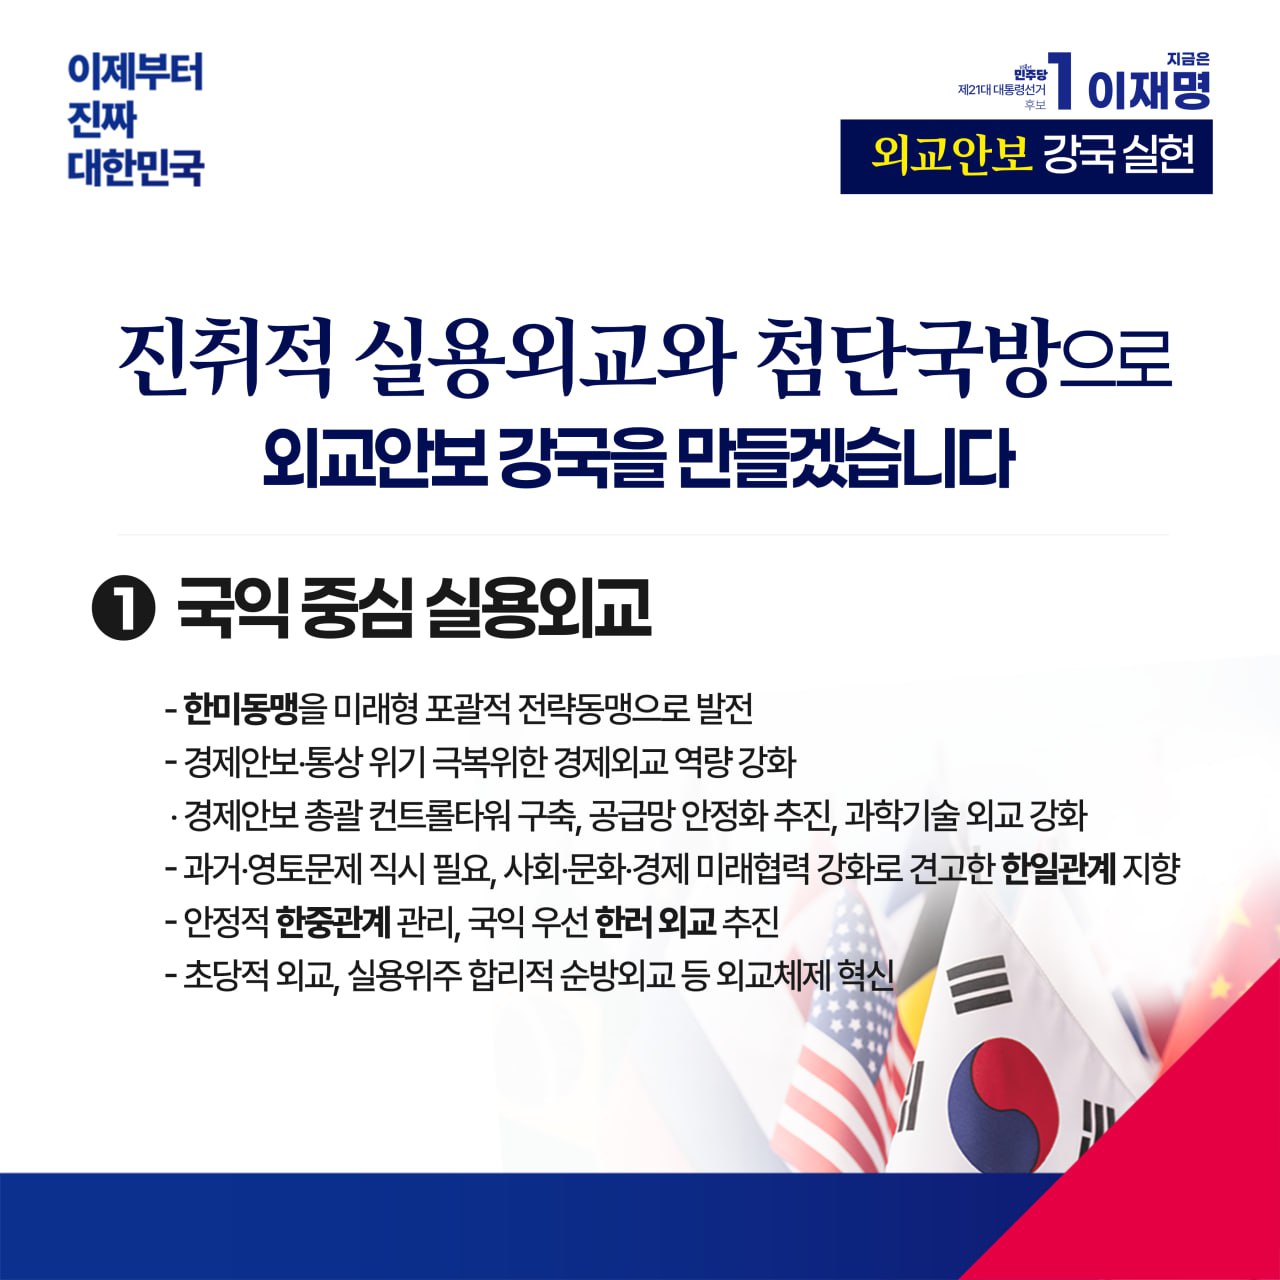 이제부터
진짜
대한민국
지금은
민주당
제21대 대통령선거
후보
1 이재명
외교안보 강국 실현
진취적 실용외교와 첨단국방으로
외교안보 강국을 만들겠습니다
1 국익 중심 실용외교
- 한미동맹을 미래형 포괄적 전략동맹으로 발전
- 경제안보·통상 위기 극복위한 경제외교 역량 강화
· 경제안보 총괄 컨트롤타워 구축, 공급망 안정화 추진, 과학기술 외교 강화
- 과거·영토문제 직시 필요, 사회·문화·경제 미래협력 강화로 견고한 한일관계 지향
- 안정적 한중관계 관리, 국익 우선 한러 외교 추진
- 초당적 외교, 실용위주 합리적 순방외교 등 외교체제 혁신